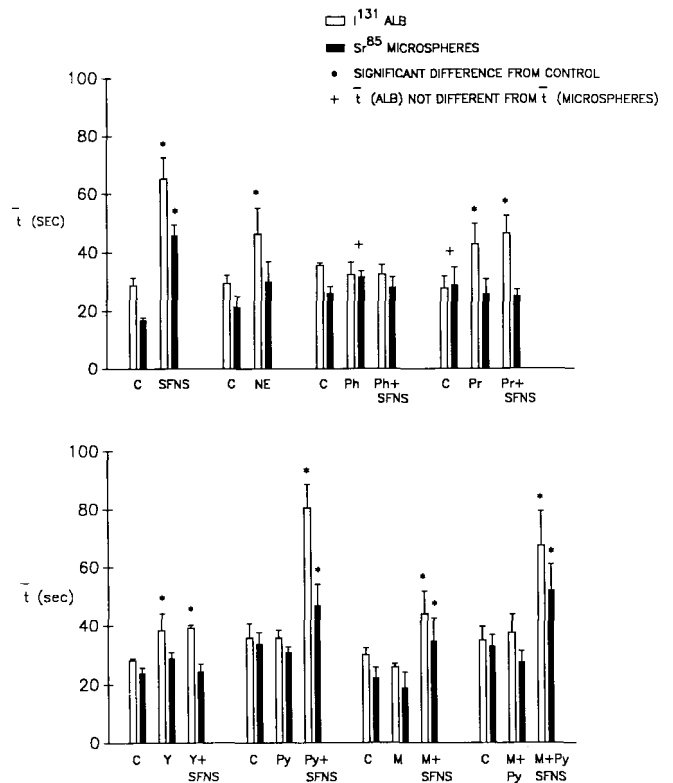 I¹³¹ ALB
Sr⁸⁵ MICROSPHERES
* SIGNIFICANT DIFFERENCE FROM CONTROL
+ t̄ (ALB) NOT DIFFERENT FROM t̄ (MICROSPHERES)
100
80
60
40
20
0
t̄ (SEC)
* * * + + * *
C SFNS C NE C Ph Ph+ SFNS C Pr Pr+ SFNS
100
80
60
40
20
0
t̄ (sec)
* * * * * * * *
C Y Y+ SFNS C Py Py+ SFNS C M M+ SFNS C M+ Py M+Py SFNS